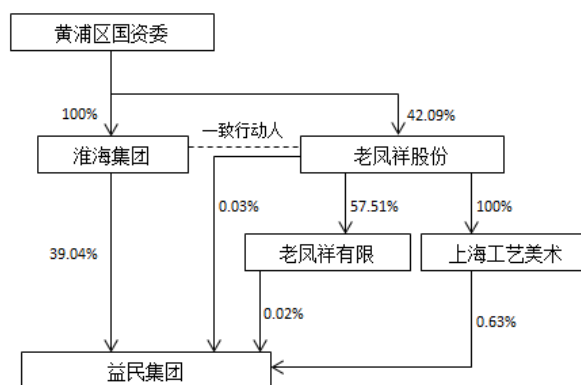 黄浦区国资委
100%
42.09%
一致行动人
淮海集团
老凤祥股份
0.03%
57.51%
100%
39.04%
老凤祥有限
上海工艺美术
0.02%
0.63%
益民集团